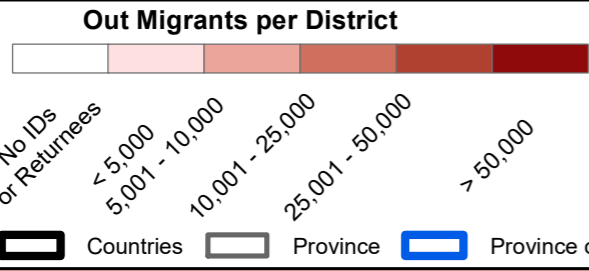 Out Migrants per District
No IDs
or Returnees
< 5,000
5,001 - 10,000
10,001 - 25,000
25,001 - 50,000
> 50,000
Countries
Province
Province